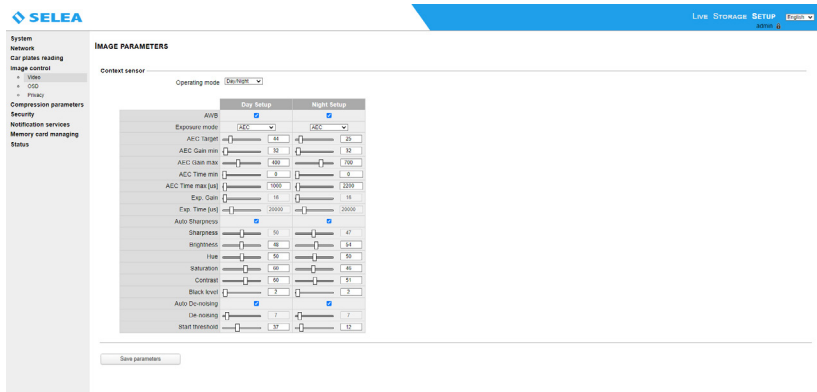 SELEA
LIVE STORAGE SETUP English
admin
System
Network
Car plates reading
Image control
Video
OSD
Privacy
Compression parameters
Security
Notification services
Memory card managing
Status
IMAGE PARAMETERS
Context sensor
Operating mode Day/Night
Day Setup Night Setup
AWB
Exposure mode AEC AEC
AEC Target 44 25
AEC Gain min 32 32
AEC Gain max 400 700
AEC Time min 0 0
AEC Time max [us] 1000 2200
Exp. Gain 16 16
Exp. Time [us] 20000 20000
Auto Sharpness
Sharpness 50 47
Brightness 48 54
Hue 50 50
Saturation 60 46
Contrast 60 51
Black level 2 2
Auto De-noising
De-noising 7 7
Start threshold 37 12
Save parameters